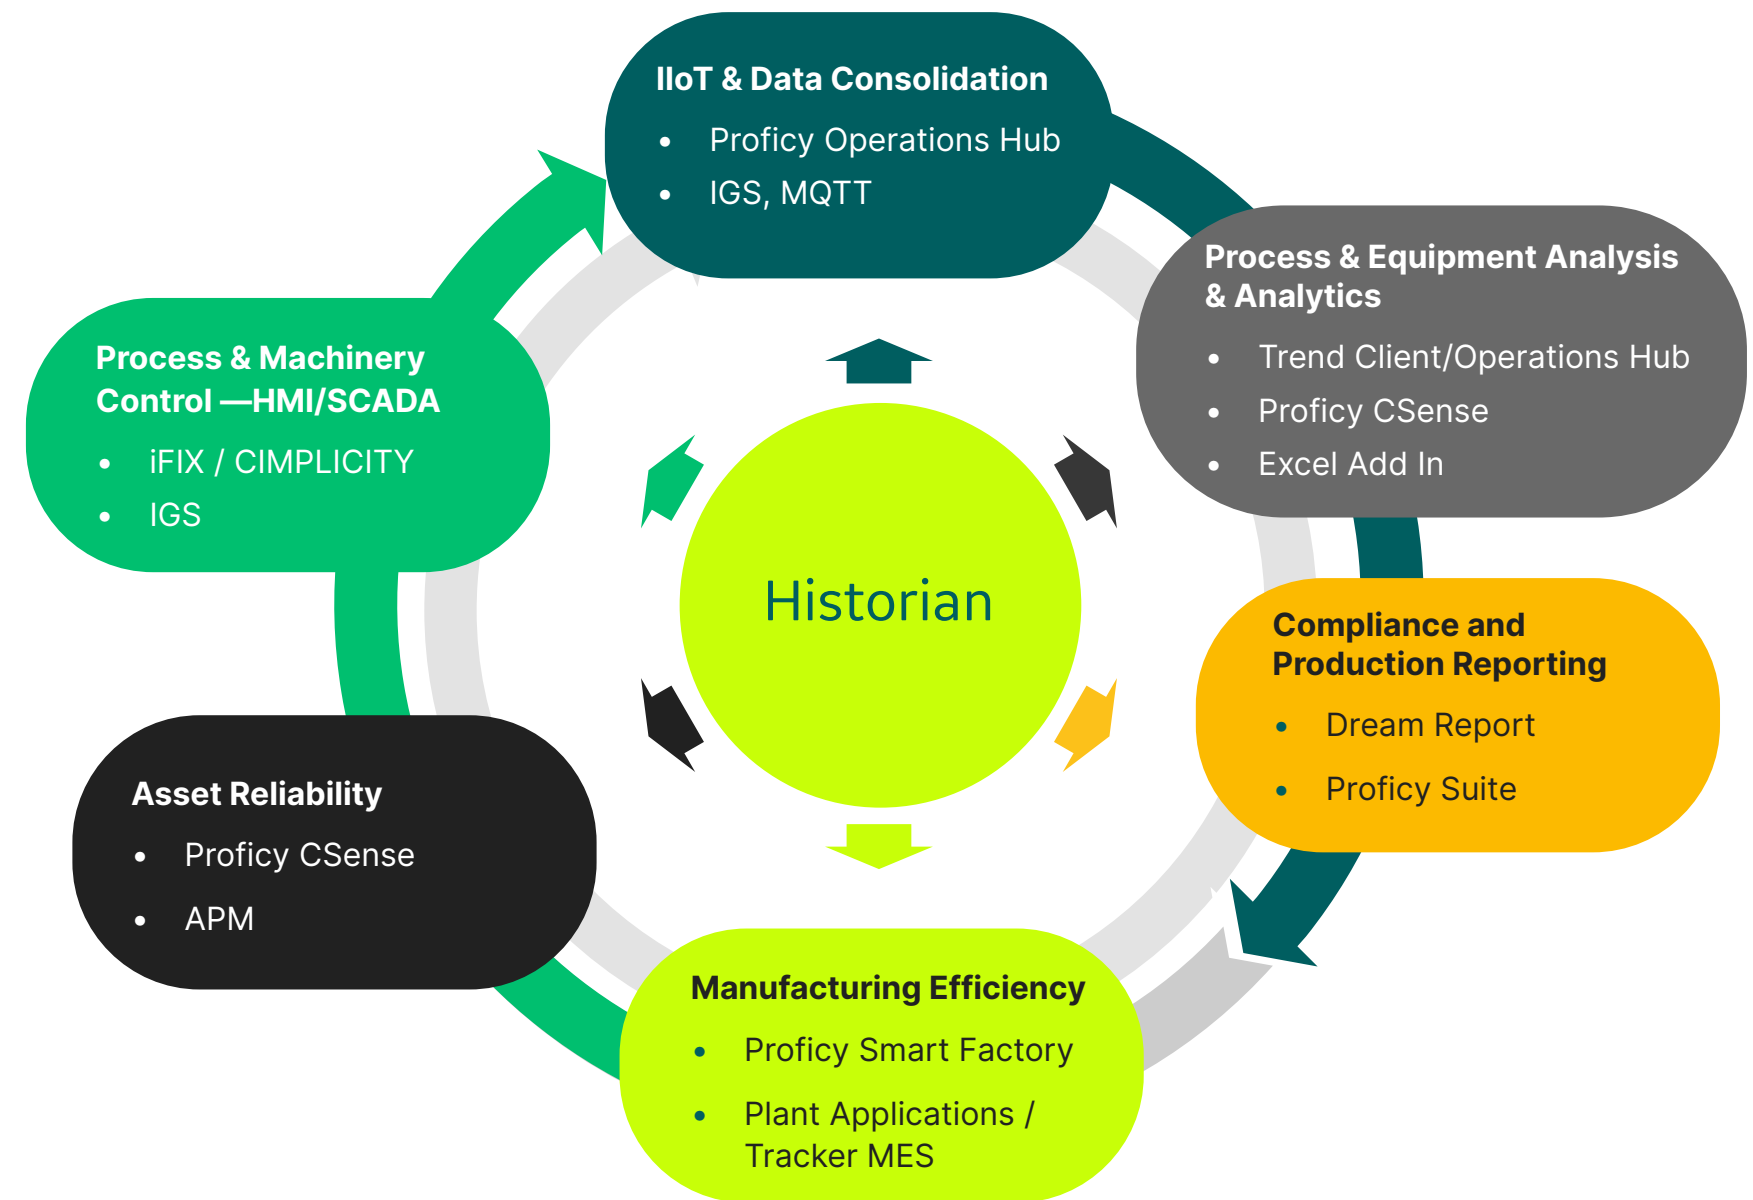 IIoT & Data Consolidation
• Proficy Operations Hub
• IGS, MQTT
Process & Equipment Analysis
& Analytics
• Trend Client/Operations Hub
• Proficy CSense
• Excel Add In
Process & Machinery
Control —HMI/SCADA
• iFIX / CIMPLICITY
• IGS
Historian
Compliance and
Production Reporting
• Dream Report
• Proficy Suite
Asset Reliability
• Proficy CSense
• APM
Manufacturing Efficiency
• Proficy Smart Factory
• Plant Applications /
Tracker MES